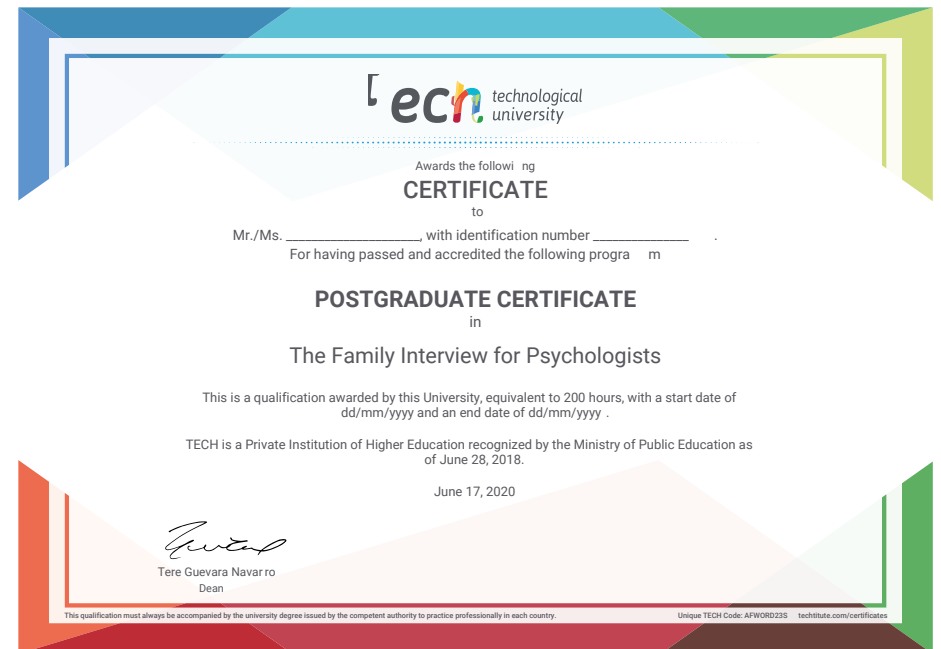 tech technological
university
Awards the followi ng
CERTIFICATE
to
Mr./Ms. ____________________, with identification number ______________ .
For having passed and accredited the following progra m
POSTGRADUATE CERTIFICATE
in
The Family Interview for Psychologists
This is a qualification awarded by this University, equivalent to 200 hours, with a start date of
dd/mm/yyyy and an end date of dd/mm/yyyy .
TECH is a Private Institution of Higher Education recognized by the Ministry of Public Education as
of June 28, 2018.
June 17, 2020
Tere Guevara Navarro
Dean
This qualification must always be accompanied by the university degree issued by the competent authority to practice professionally in each country.
Unique TECH Code: AFWORD23S techtitute.com/certificates